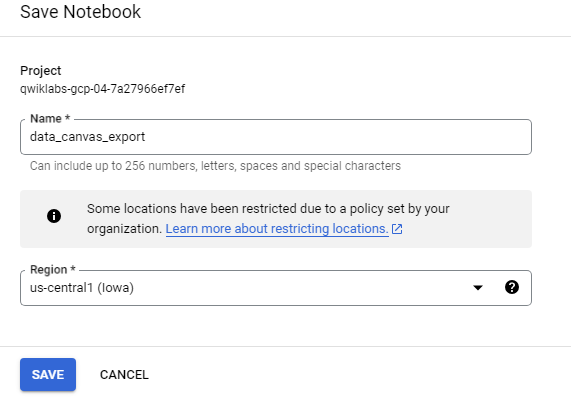 Save Notebook
Project
qwiklabs-gcp-04-7a27966ef7ef
Name *
data_canvas_export
Can include up to 256 numbers, letters, spaces and special characters
Some locations have been restricted due to a policy set by your
organization. Learn more about restricting locations.
Region *
us-central1 (Iowa)
SAVE CANCEL